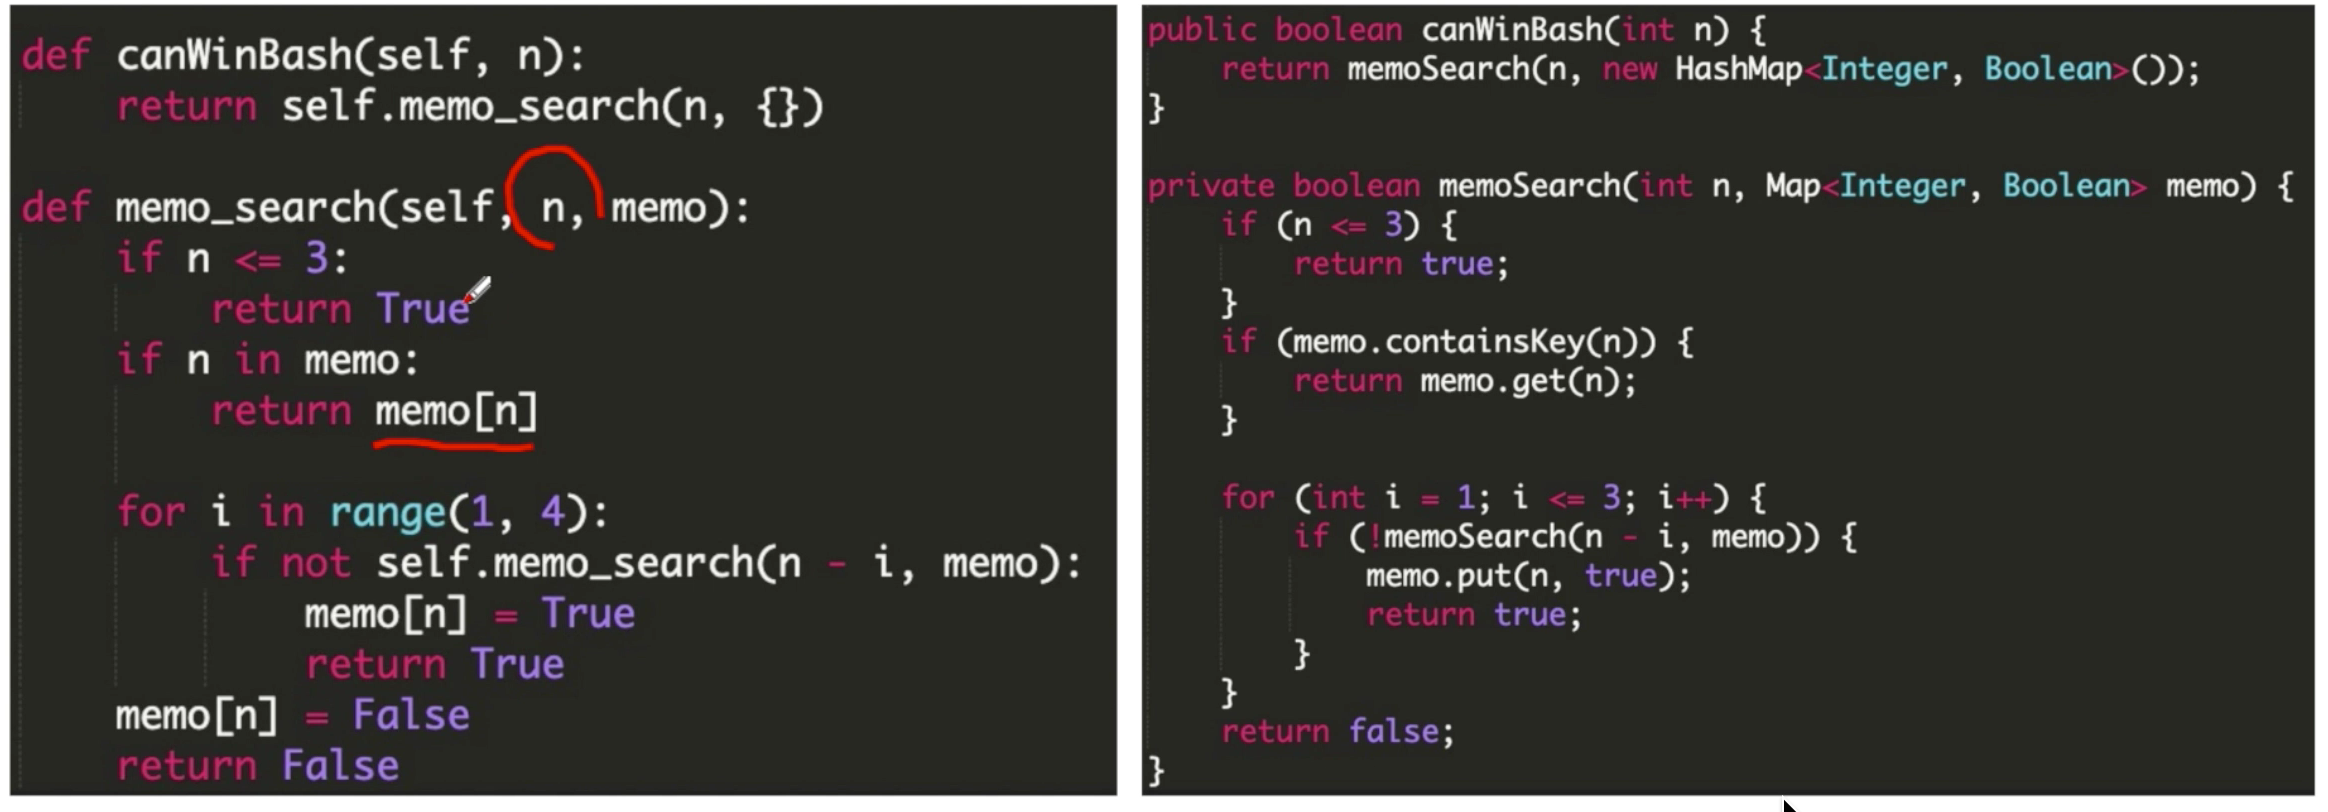 def canWinBash(self, n):
    return self.memo_search(n, {})
def memo_search(self, n, memo):
    if n <= 3:
        return True
    if n in memo:
        return memo[n]
    for i in range(1, 4):
        if not self.memo_search(n - i, memo):
            memo[n] = True
            return True
    memo[n] = False
    return False
public boolean canWinBash(int n) {
    return memoSearch(n, new HashMap<Integer, Boolean>());
}
private boolean memoSearch(int n, Map<Integer, Boolean> memo) {
    if (n <= 3) {
        return true;
    }
    if (memo.containsKey(n)) {
        return memo.get(n);
    }
    for (int i = 1; i <= 3; i++) {
        if (!memoSearch(n - i, memo)) {
            memo.put(n, true);
            return true;
        }
    }
    return false;
}